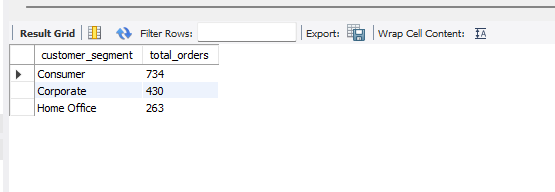 Result Grid Filter Rows: Export: Wrap Cell Content:
customer_segment total_orders
Consumer 734
Corporate 430
Home Office 263